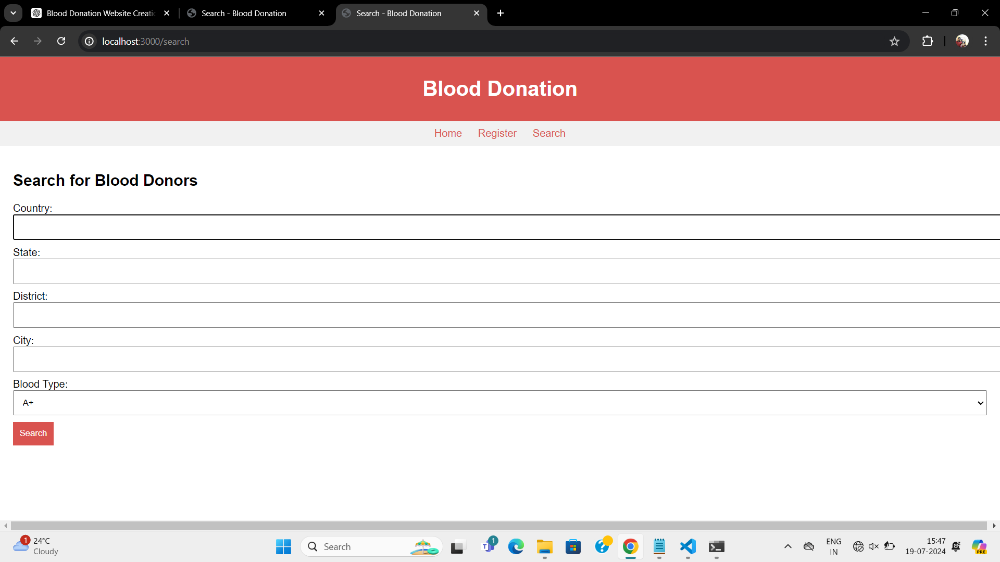 Blood Donation Website Creati
Search - Blood Donation
Search - Blood Donation
localhost:3000/search
Blood Donation
Home
Register
Search
Search for Blood Donors
Country:
State:
District:
City:
Blood Type:
A+
Search
1
24°C
Cloudy
Search
1
T
?
PRE
ENG
IN
15:47
19-07-2024